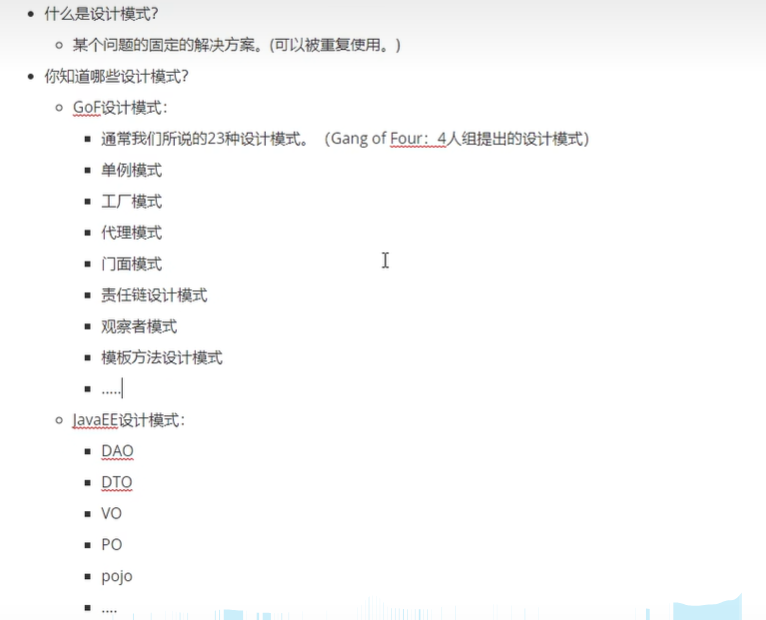 什么是设计模式?
某个问题的固定的解决方案。(可以被重复使用。)
你知道哪些设计模式?
GoF设计模式:
通常我们所说的23种设计模式。（Gang of Four：4人组提出的设计模式）
单例模式
工厂模式
代理模式
门面模式
责任链设计模式
观察者模式
模板方法设计模式
.....
JavaEE设计模式:
DAO
DTO
VO
PO
pojo
....